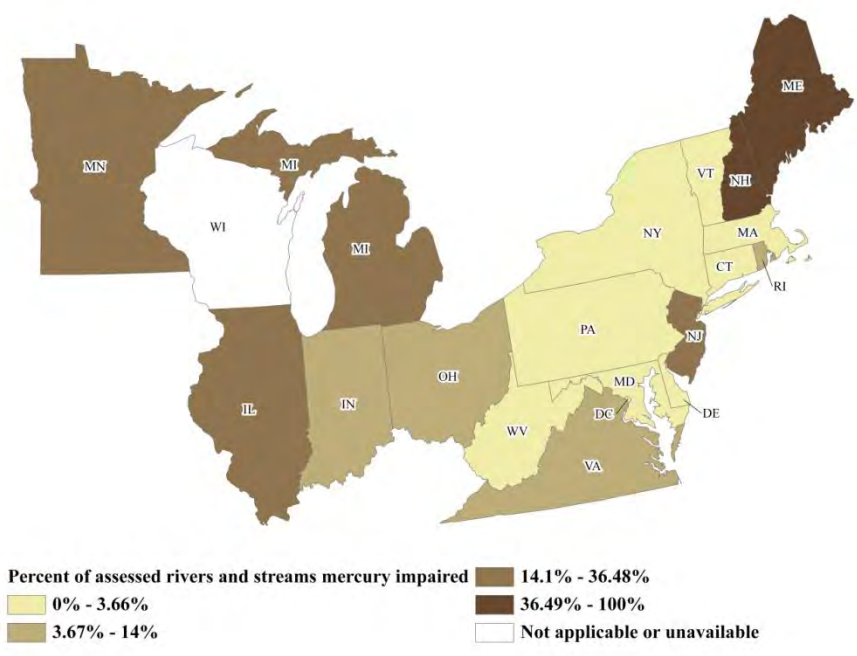 ME
MN
MI
VT
NH
WI
NY
MA
MI
CT
RI
PA
NJ
OH
MD
IL
IN
DC
DE
WV
VA
Percent of assessed rivers and streams mercury impaired
0% - 3.66%
3.67% - 14%
14.1% - 36.48%
36.49% - 100%
Not applicable or unavailable